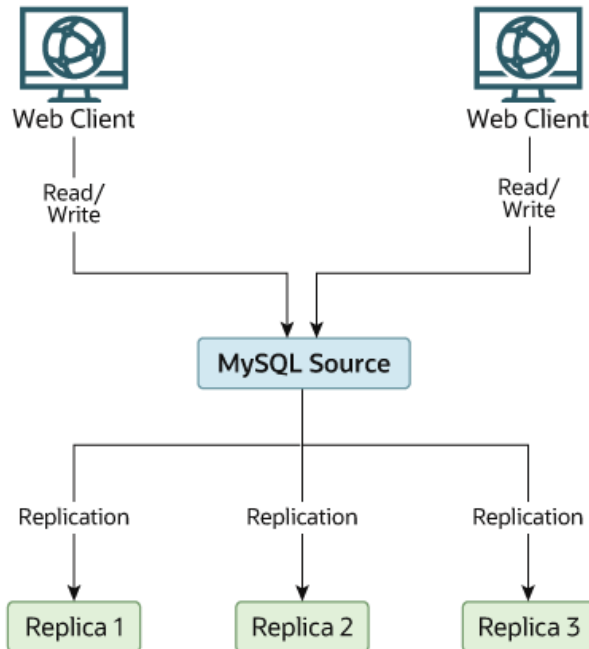 Web Client
Web Client
Read/
Write
Read/
Write
MySQL Source
Replication
Replication
Replication
Replica 1
Replica 2
Replica 3